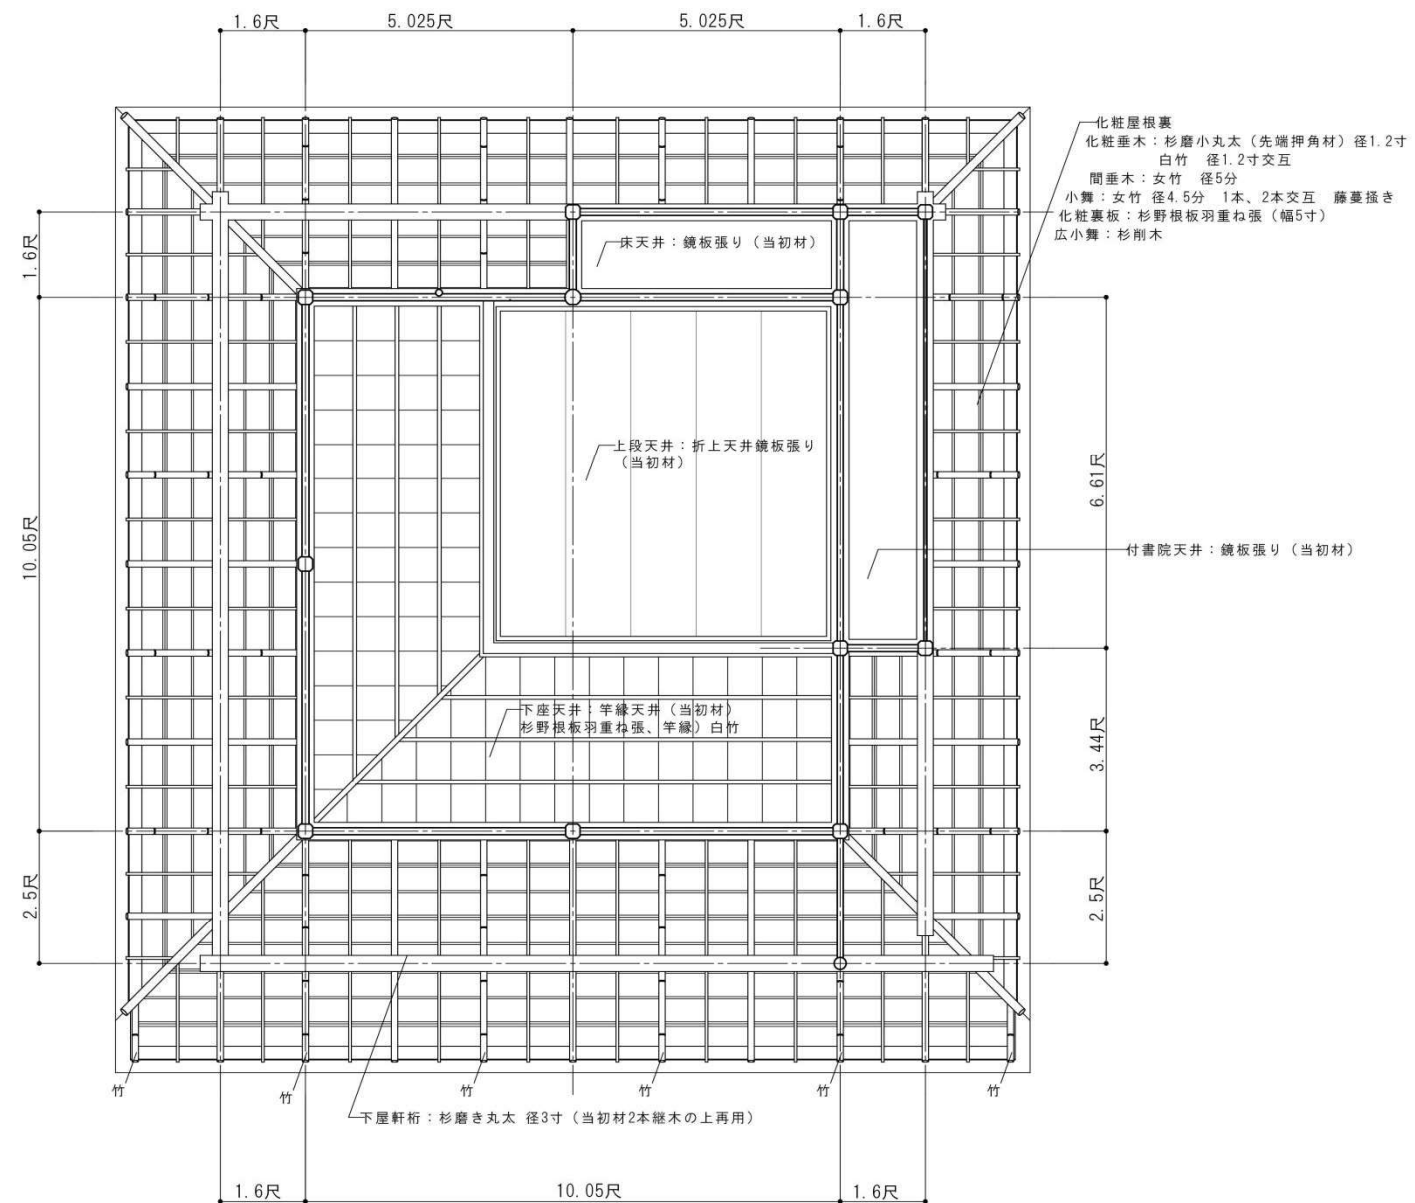 1.6尺
5.025尺
5.025尺
1.6尺
化粧屋根裏
化粧垂木：杉磨小丸太（先端押角材）径1.2寸
白竹　径1.2寸交互
間垂木：女竹　径5分
小舞：女竹 径4.5分　1本、2本交互　藤蔓掻き
化粧裏板：杉野根板羽重ね張（幅5寸）
広小舞：杉削木
床天井：鏡板張り（当初材）
1.6尺
上段天井：折上天井鏡板張り
（当初材）
6.61尺
10.05尺
付書院天井：鏡板張り（当初材）
下座天井：竿縁天井（当初材）
杉野根板羽重ね張、竿縁）白竹
3.44尺
2.5尺
2.5尺
竹
竹
竹
竹
竹
竹
下屋軒桁：杉磨き丸太 径3寸（当初材2本継木の上再用）
1.6尺
10.05尺
1.6尺